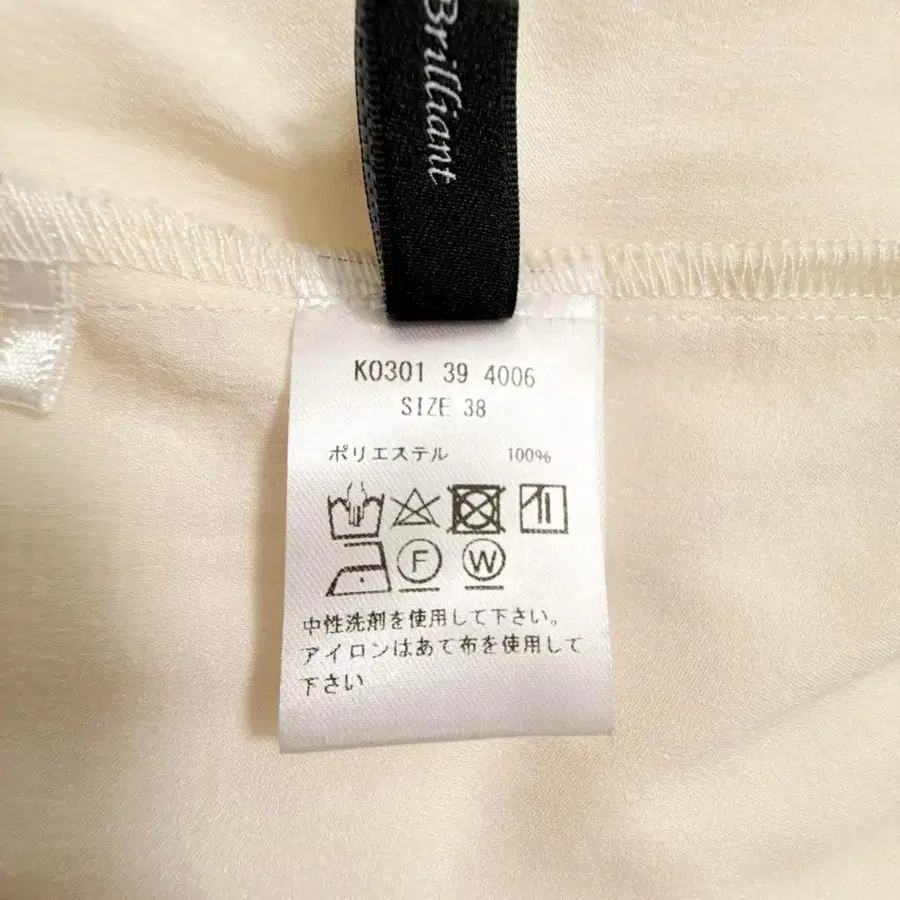 Brilliant
K0301 39 4006
SIZE 38
ポリエステル 100%
F W
中性洗剤を使用して下さい。
アイロンはあて布を使用して
下さい